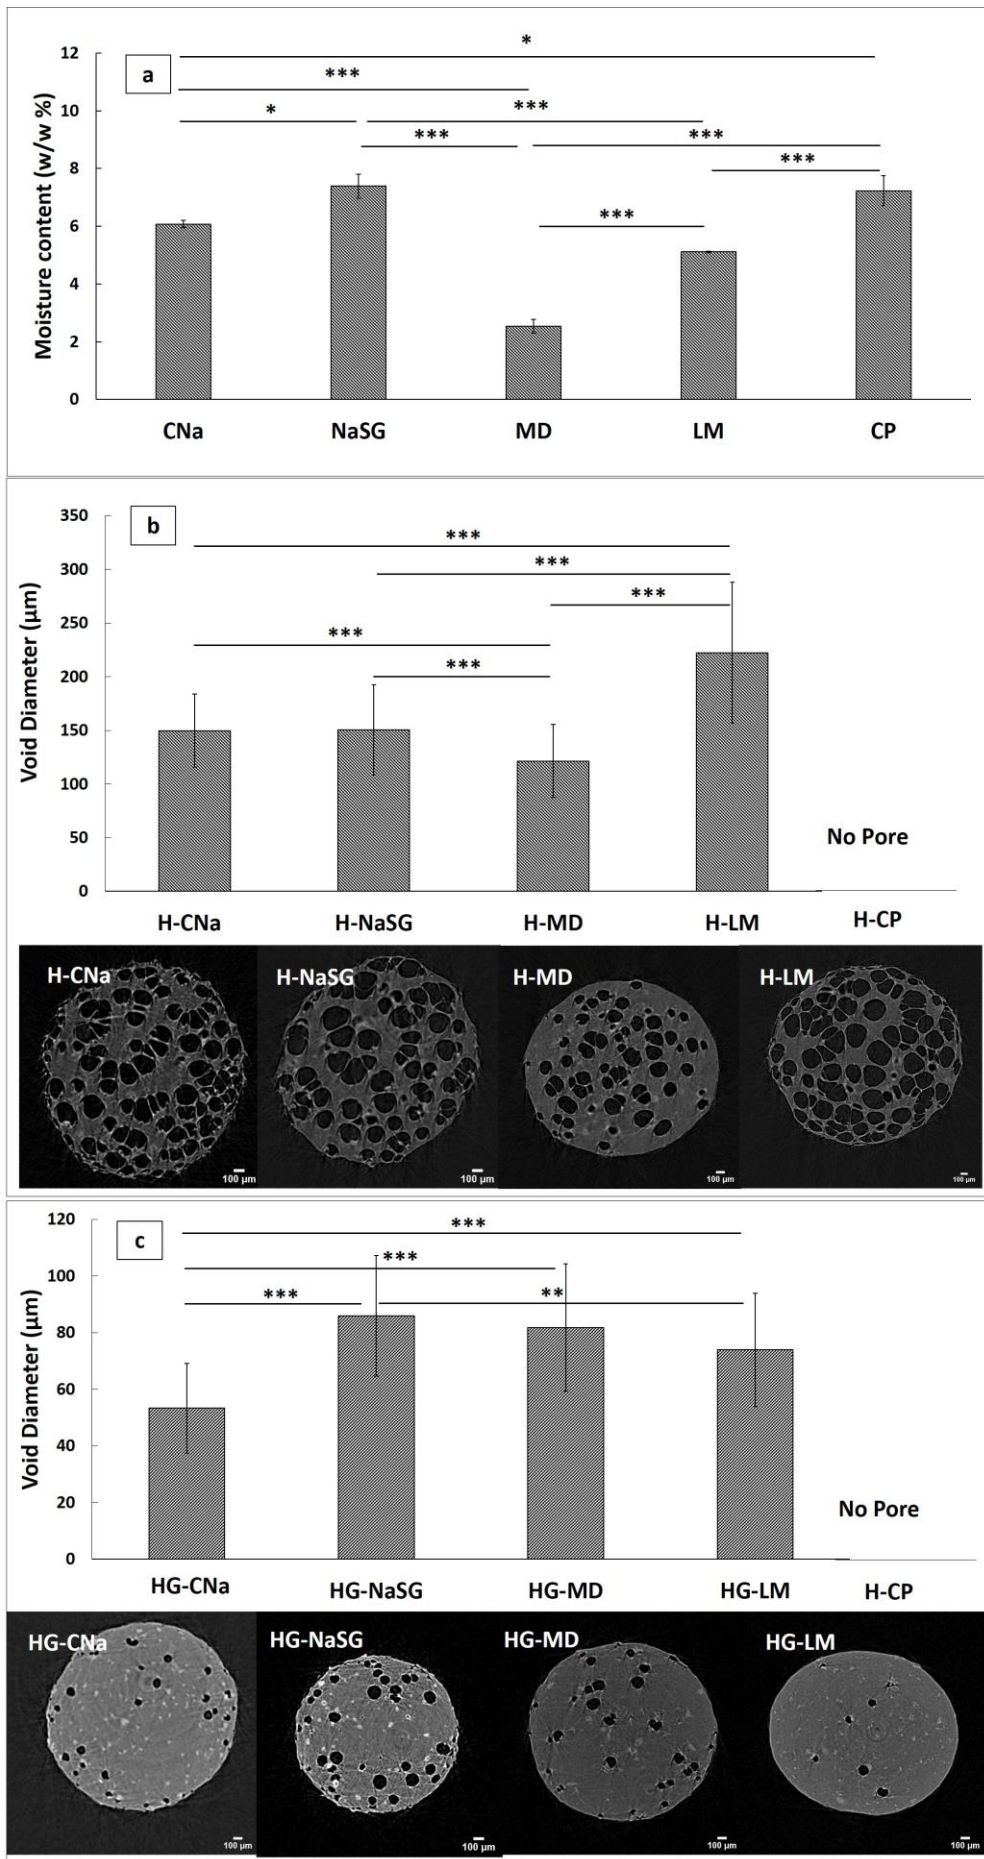 a
*
***
*
***
***
***
***
***
Moisture content (w/w %)
12
10
8
6
4
2
0
CNa NaSG MD LM CP
b
***
***
***
***
***
Void Diameter (µm)
350
300
250
200
150
100
50
0
No Pore
H-CNa H-NaSG H-MD H-LM H-CP
H-CNa H-NaSG H-MD H-LM
100 µm 100 µm 100 µm 100 µm
c
***
***
***
**
Void Diameter (µm)
120
100
80
60
40
20
0
No Pore
HG-CNa HG-NaSG HG-MD HG-LM H-CP
HG-CNa HG-NaSG HG-MD HG-LM
100 µm 100 µm 100 µm 100 µm